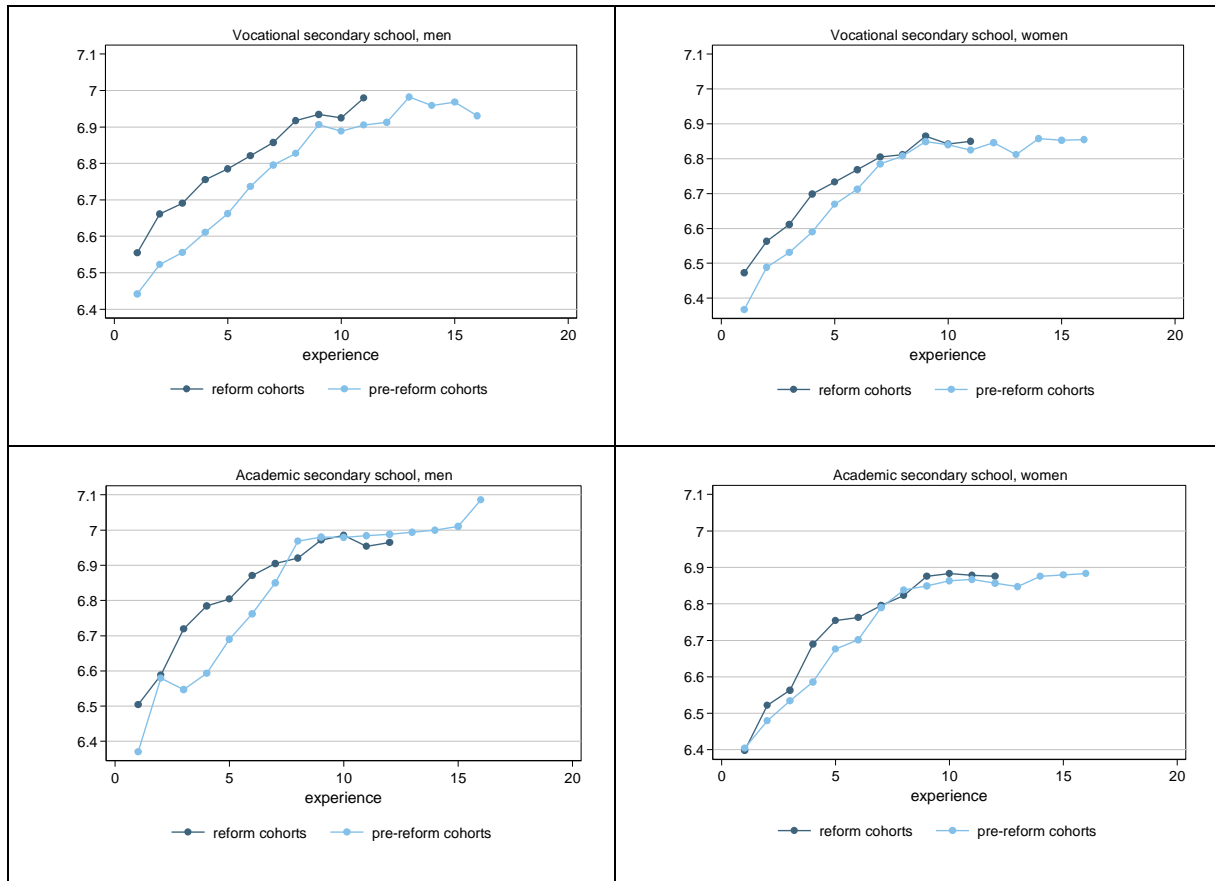 Vocational secondary school, men
7.1
7
6.9
6.8
6.7
6.6
6.5
6.4
0 5 10 15 20
experience
reform cohorts pre-reform cohorts
Vocational secondary school, women
7.1
7
6.9
6.8
6.7
6.6
6.5
6.4
0 5 10 15 20
experience
reform cohorts pre-reform cohorts
Academic secondary school, men
7.1
7
6.9
6.8
6.7
6.6
6.5
6.4
0 5 10 15 20
experience
reform cohorts pre-reform cohorts
Academic secondary school, women
7.1
7
6.9
6.8
6.7
6.6
6.5
6.4
0 5 10 15 20
experience
reform cohorts pre-reform cohorts